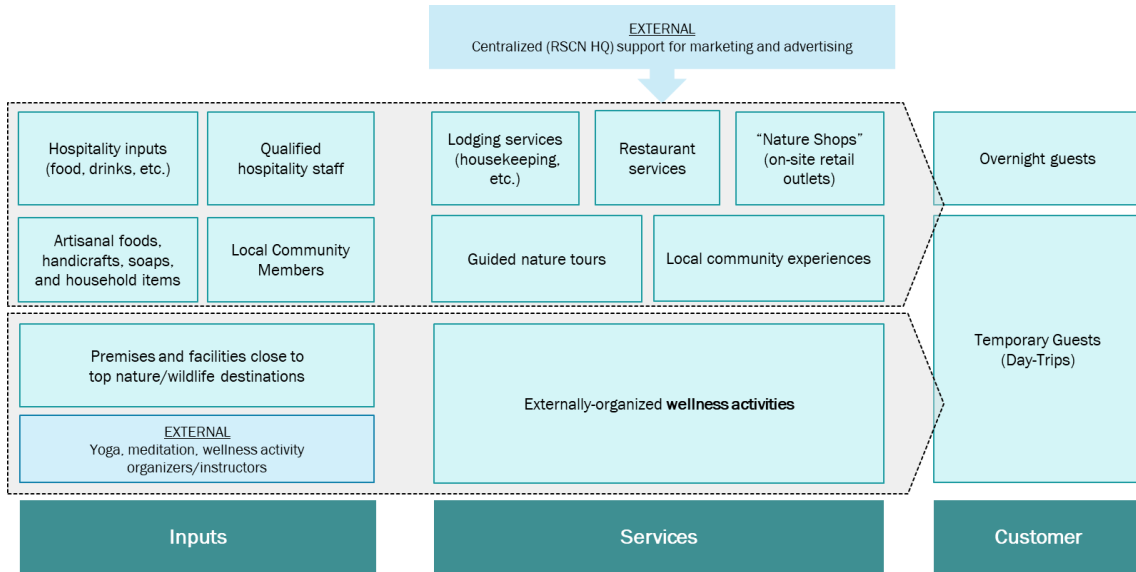 EXTERNAL
Centralized (RSCN HQ) support for marketing and advertising
Hospitality inputs
(food, drinks, etc.)
Qualified
hospitality staff
Lodging services
(housekeeping,
etc.)
Restaurant
services
“Nature Shops”
(on-site retail
outlets)
Overnight guests
Artisanal foods,
handicrafts, soaps,
and household items
Local Community
Members
Guided nature tours
Local community experiences
Premises and facilities close to
top nature/wildlife destinations
EXTERNAL
Yoga, meditation, wellness activity
organizers/instructors
Externally-organized wellness activities
Temporary Guests
(Day-Trips)
Inputs
Services
Customer